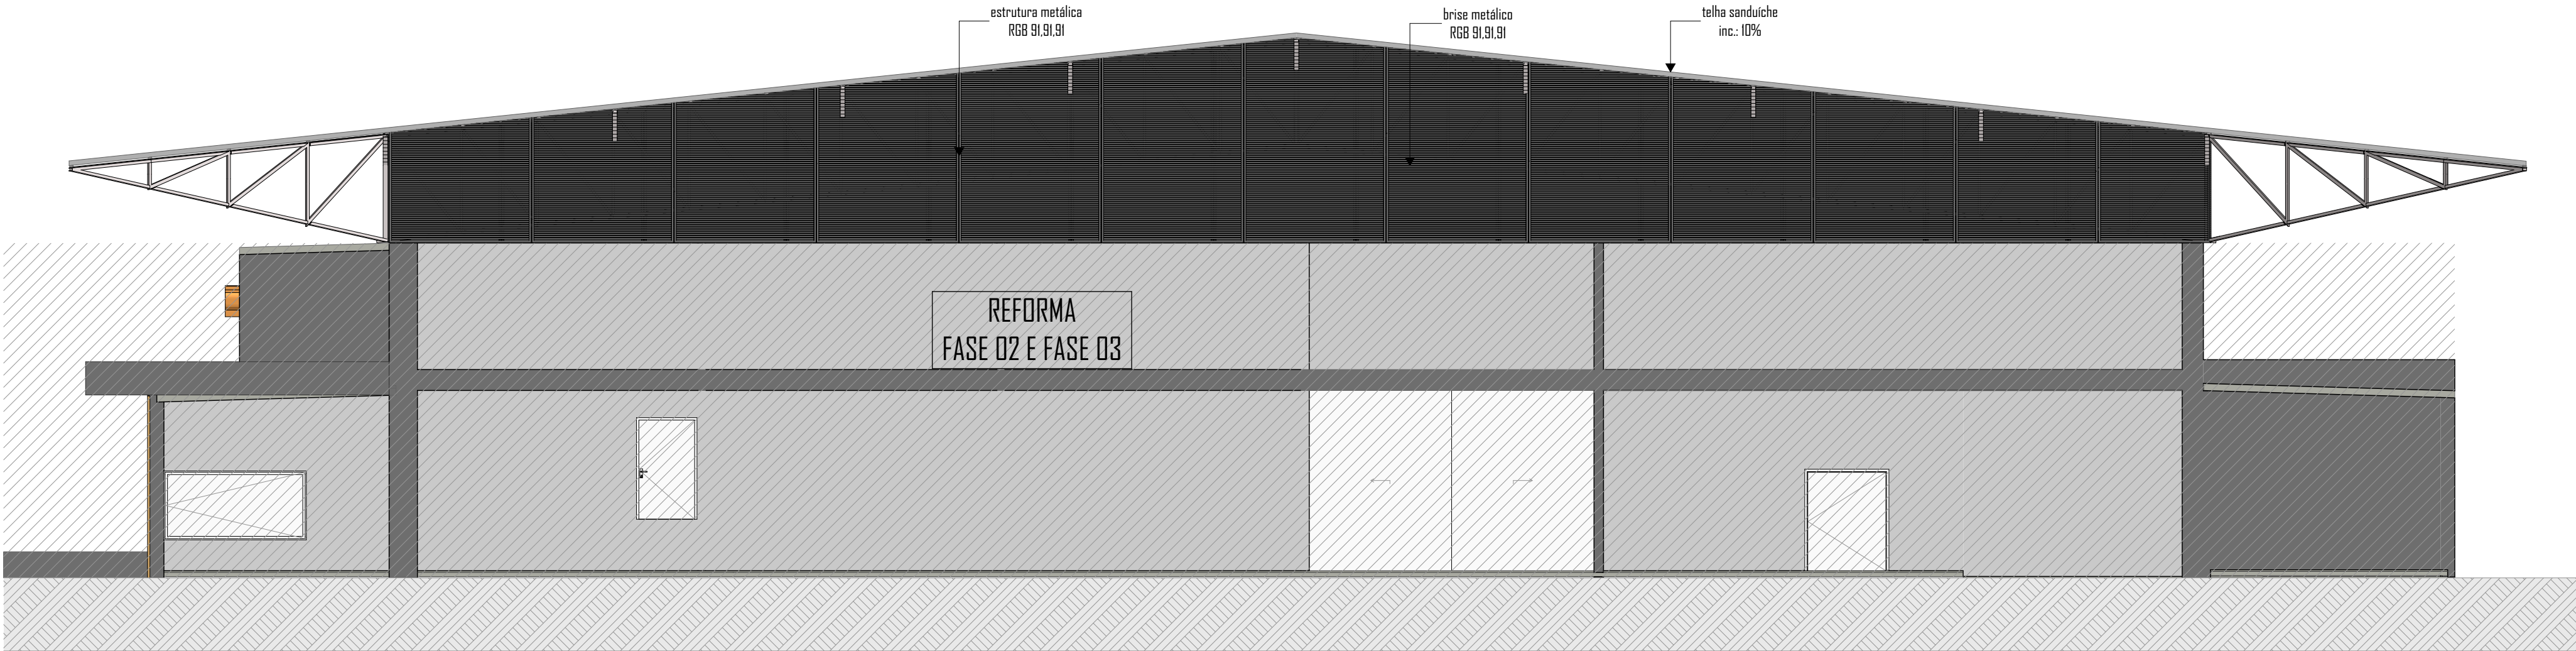 estrutura metálica
RGB 91,91,91
brise metálico
RGB 91,91,91
telha sanduíche
inc.: 10%
REFORMA
FASE 02 E FASE 03